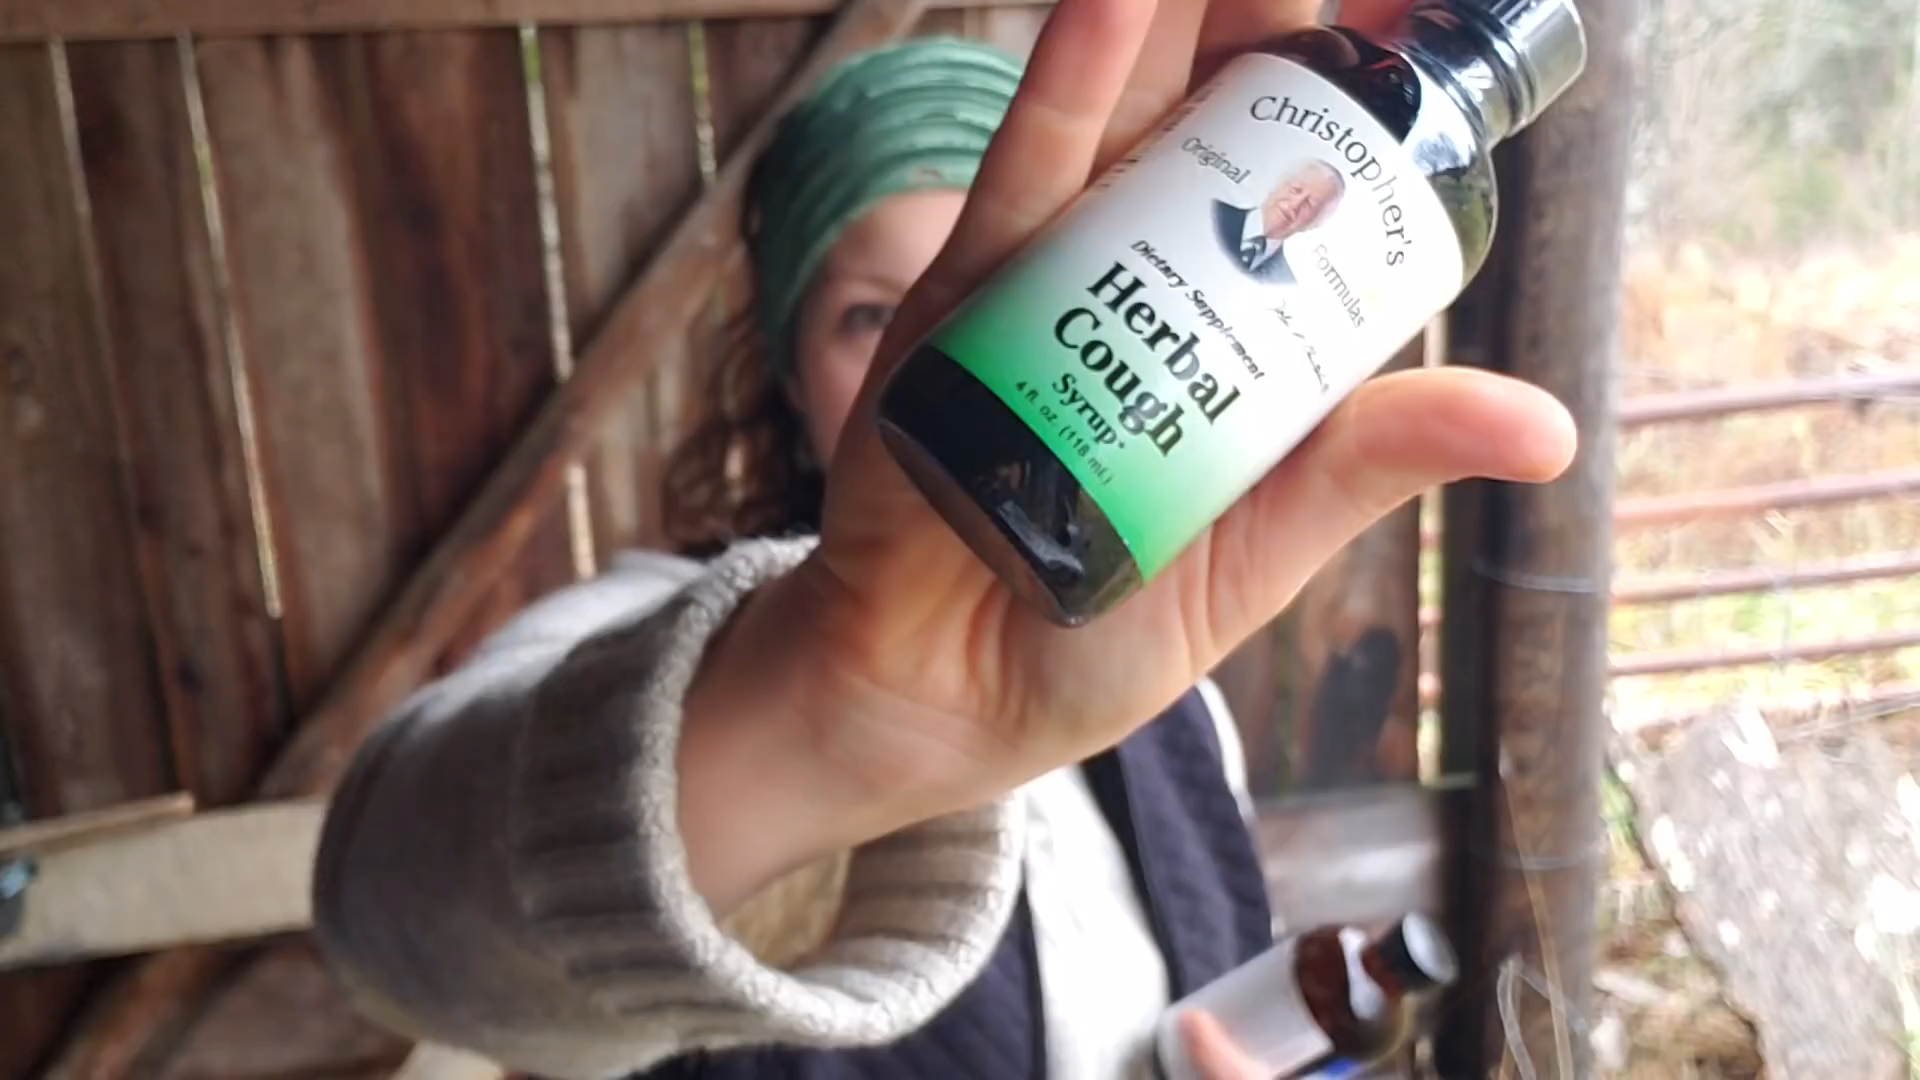 Christopher's
Original
Formulas
Dietary Supplement
Herbal
Cough
Syrup*
4 fl. oz. (118 mL)